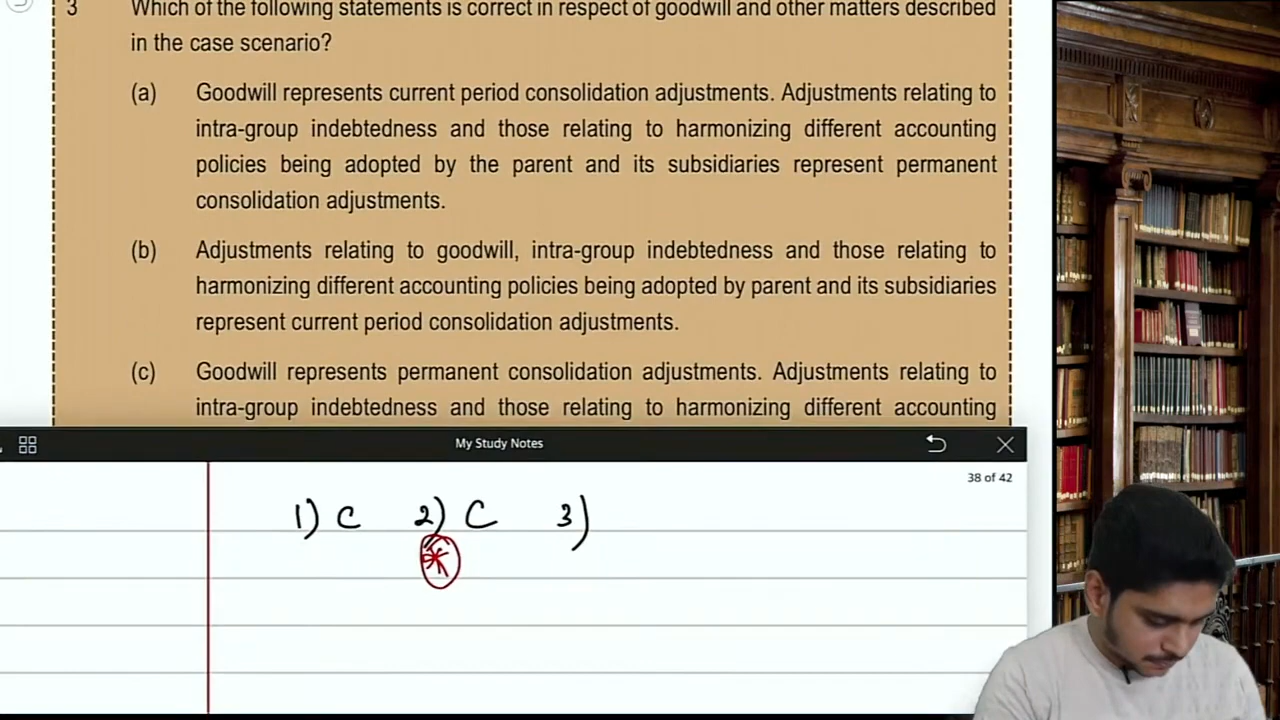 3 Which of the following statements is correct in respect of goodwill and other matters described
in the case scenario?
(a) Goodwill represents current period consolidation adjustments. Adjustments relating to
intra-group indebtedness and those relating to harmonizing different accounting
policies being adopted by the parent and its subsidiaries represent permanent
consolidation adjustments.
(b) Adjustments relating to goodwill, intra-group indebtedness and those relating to
harmonizing different accounting policies being adopted by parent and its subsidiaries
represent current period consolidation adjustments.
(c) Goodwill represents permanent consolidation adjustments. Adjustments relating to
intra-group indebtedness and those relating to harmonizing different accounting
My Study Notes
38 of 42
1) C 2) C 3)